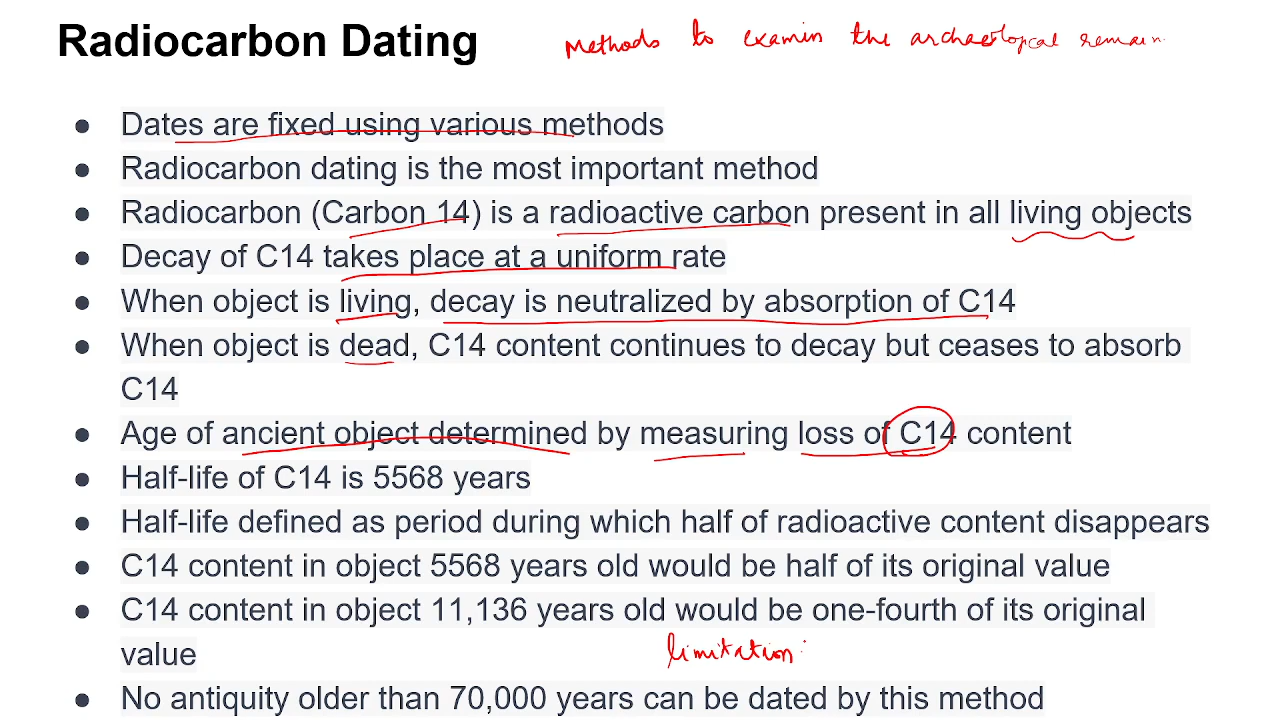 Radiocarbon Dating
Methods to examin the archaeological remain
● Dates are fixed using various methods
● Radiocarbon dating is the most important method
● Radiocarbon (Carbon 14) is a radioactive carbon present in all living objects
● Decay of C14 takes place at a uniform rate
● When object is living, decay is neutralized by absorption of C14
● When object is dead, C14 content continues to decay but ceases to absorb
C14
● Age of ancient object determined by measuring loss of C14 content
● Half-life of C14 is 5568 years
● Half-life defined as period during which half of radioactive content disappears
● C14 content in object 5568 years old would be half of its original value
● C14 content in object 11,136 years old would be one-fourth of its original
value
limitation:
● No antiquity older than 70,000 years can be dated by this method